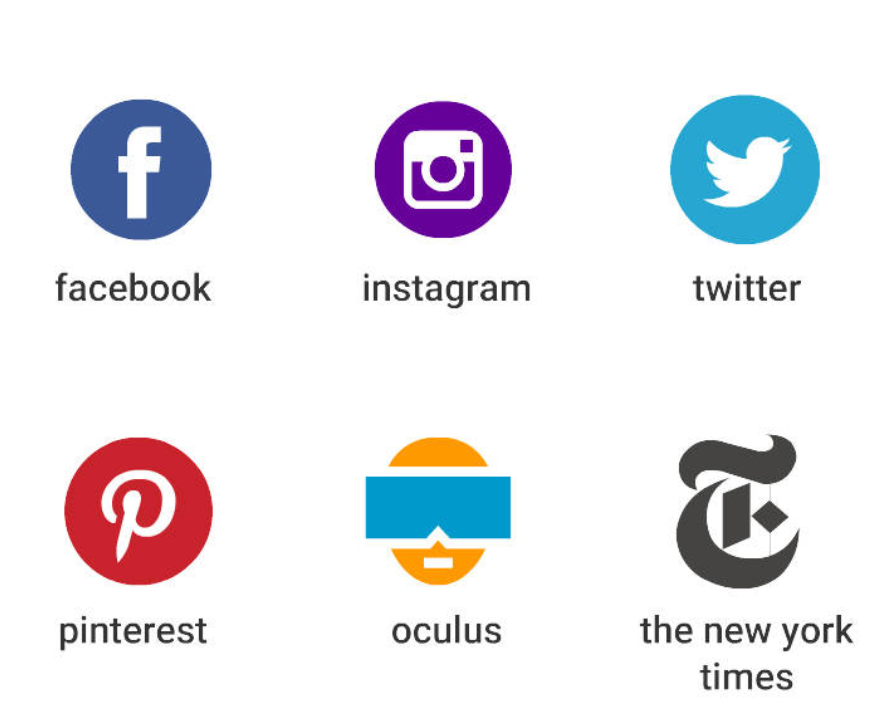 facebook
instagram
twitter
pinterest
oculus
the new york
times